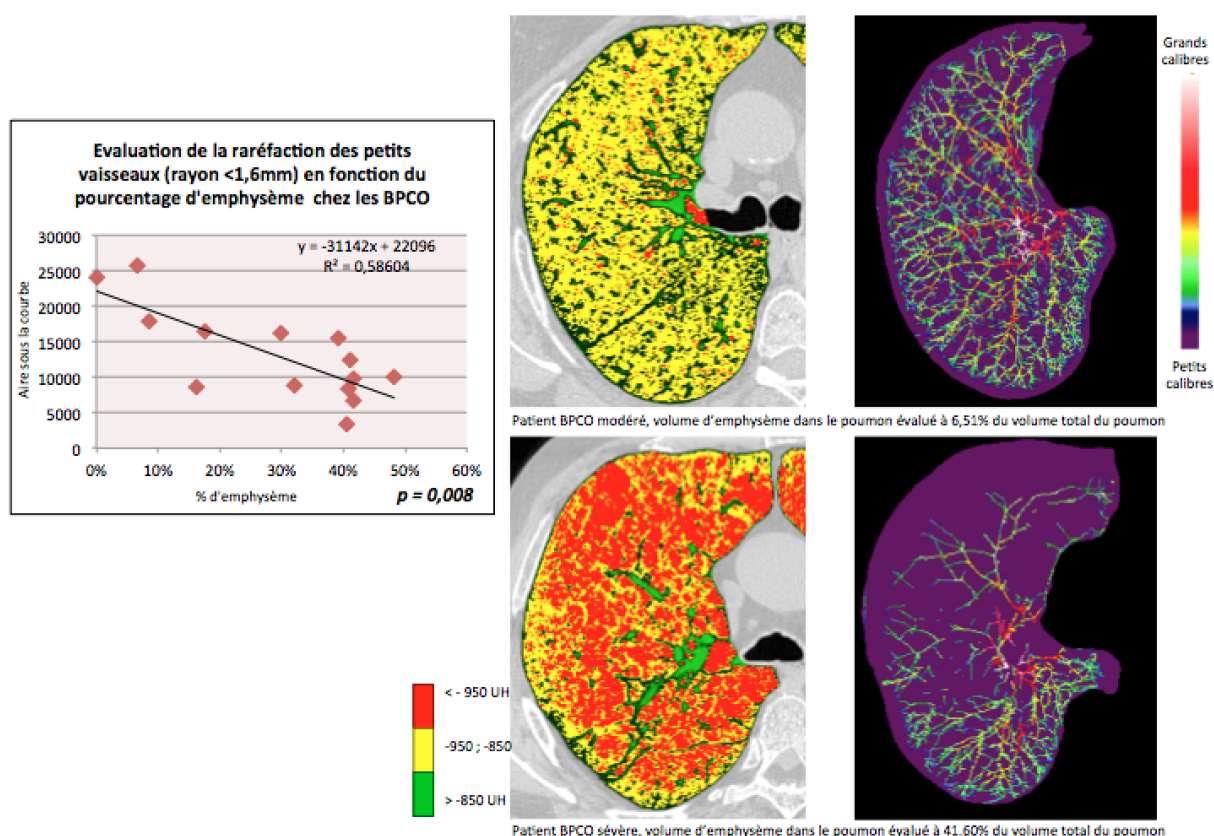 Evaluation de la raréfaction des petits
vaisseaux (rayon <1,6mm) en fonction du
pourcentage d'emphysème chez les BPCO
y = -31142x + 22096
R² = 0,58604
Aire sous la courbe
30000
25000
20000
15000
10000
5000
0
0%
10%
20%
30%
40%
50%
60%
% d'emphysème
p = 0,008
Grands
calibres
Petits
calibres
Patient BPCO modéré, volume d'emphysème dans le poumon évalué à 6,51% du volume total du poumon
< - 950 UH
-950 ; -850
> -850 UH
Patient BPCO sévère, volume d'emphysème dans le poumon évalué à 41,60% du volume total du poumon